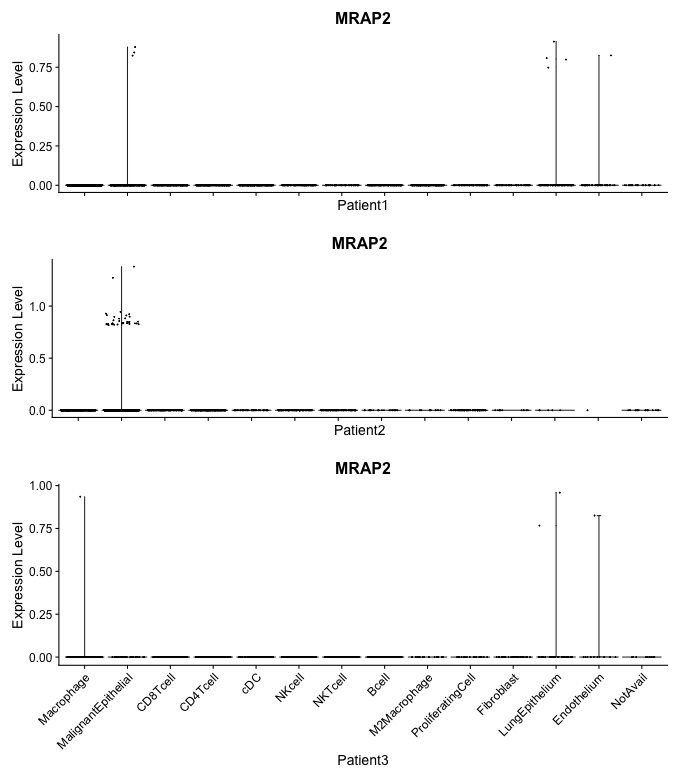 MRAP2
Expression Level
0.75
0.50
0.25
0.00
Patient1
MRAP2
Expression Level
1.0
0.5
0.0
Patient2
MRAP2
Expression Level
1.00
0.75
0.50
0.25
0.00
Macrophage
MalignantEpithelial
CD8Tcell
CD4Tcell
cDC
NKcell
NKTcell
Bcell
M2Macrophage
ProliferatingCell
Fibroblast
LungEpithelium
Endothelium
NotAvail
Patient3